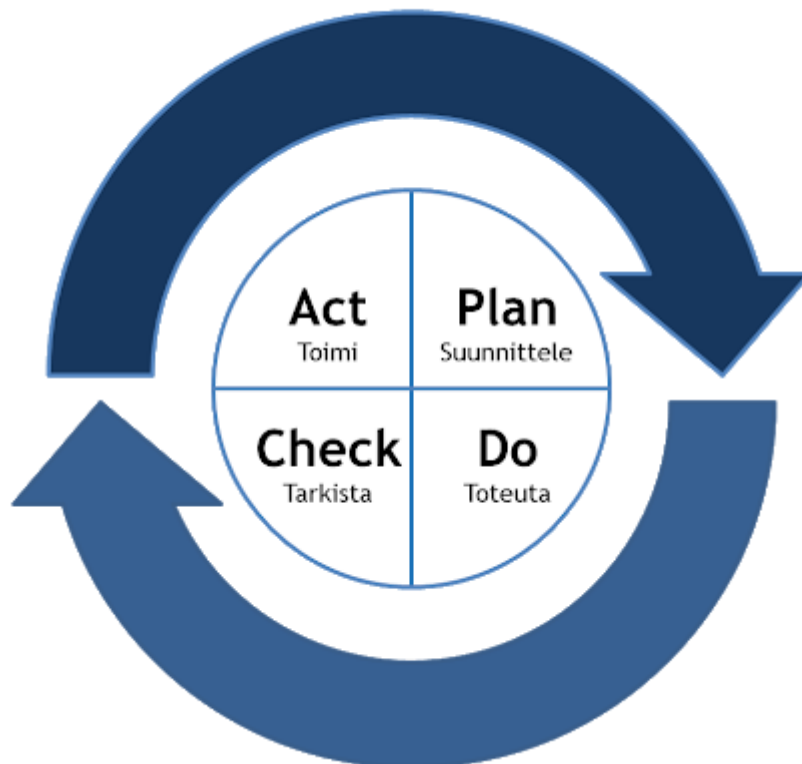 Act
Toimi
Plan
Suunnittele
Check
Tarkista
Do
Toteuta